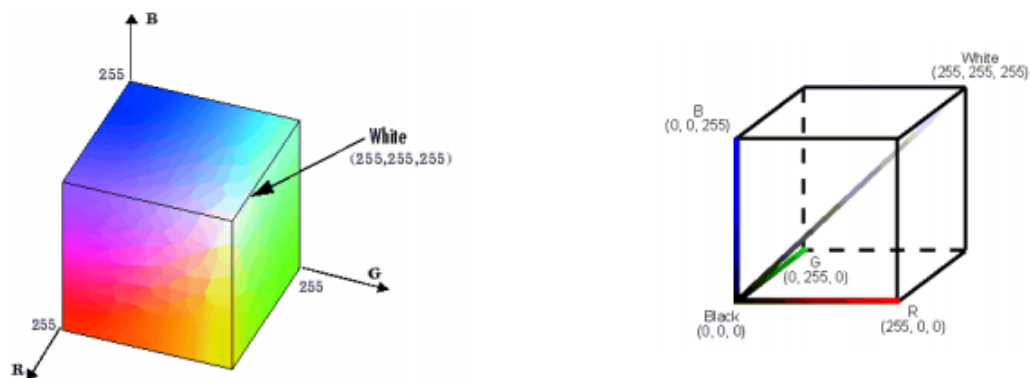 B
255
White
(255,255,255)
G
255
255
R
White
(255, 255, 255)
B
(0, 0, 255)
G
(0, 255, 0)
Black
(0, 0, 0)
R
(255, 0, 0)